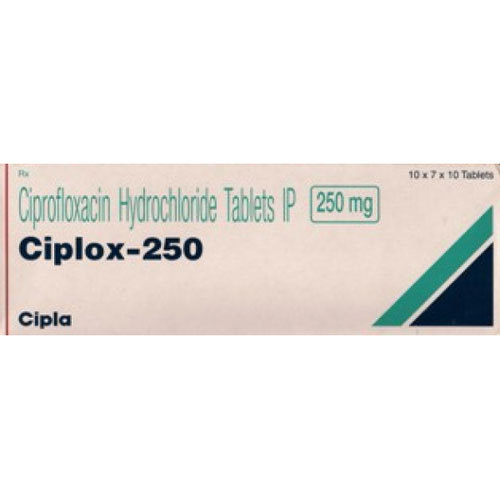 Rx
10 x 7 x 10 Tablets
Ciprofloxacin Hydrochloride Tablets IP 250 mg
Ciplox-250
Cipla